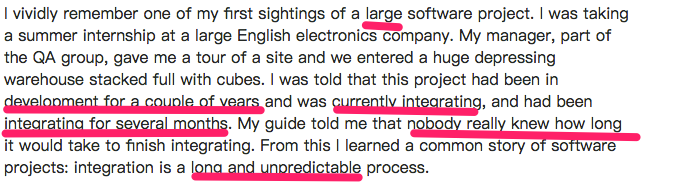 I vividly remember one of my first sightings of a large software project. I was taking
a summer internship at a large English electronics company. My manager, part of
the QA group, gave me a tour of a site and we entered a huge depressing
warehouse stacked full with cubes. I was told that this project had been in
development for a couple of years and was currently integrating, and had been
integrating for several months. My guide told me that nobody really knew how long
it would take to finish integrating. From this I learned a common story of software
projects: integration is a long and unpredictable process.